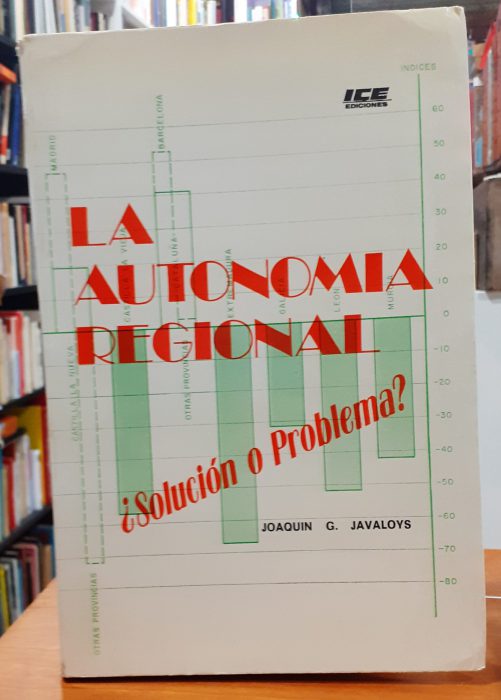 INDICES
ICE
EDICIONES
MADRID
BARCELONA
60
50
40
30
20
10
0
-10
-20
-30
-40
-50
-60
-70
-80
LA
AUTONOMIA
REGIONAL
¿Solución o Problema?
JOAQUIN G. JAVALOYS
CASTILLA LA NUEVA
CASTILLA LA VIEJA
CATALUÑA
OTRAS PROVINCIAS
EXTREMADURA
GALICIA
LEON
MURCIA
OTRAS PROVINCIAS